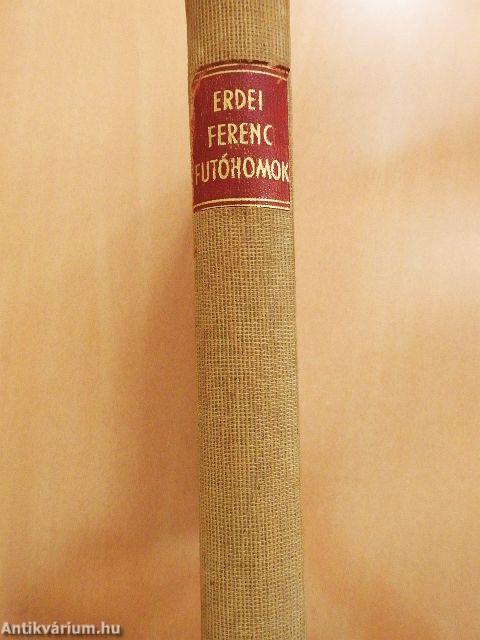 ERDEI
FERENC
FUTÓHOMOK
Antikvárium.hu